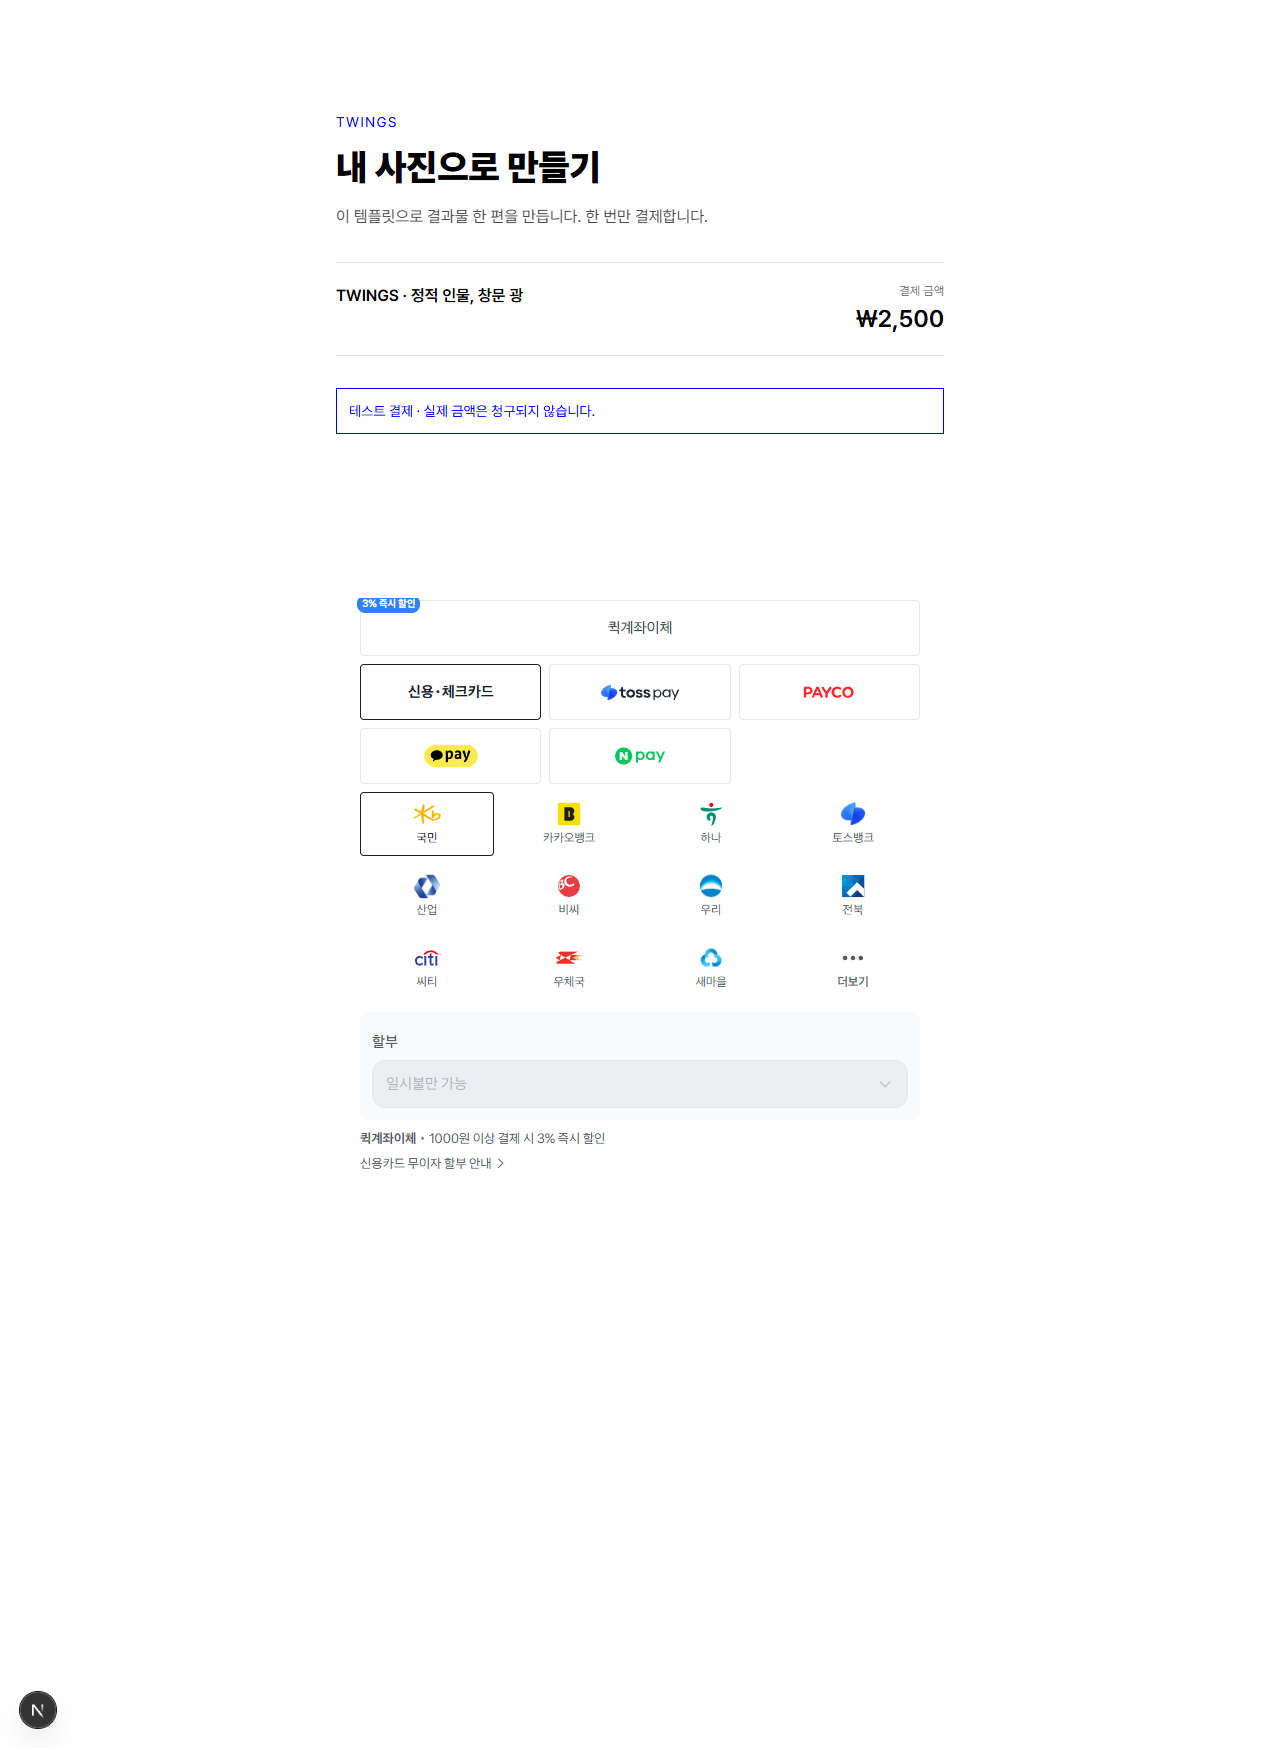 TWINGS
내 사진으로 만들기
이 템플릿으로 결과물 한 편을 만듭니다. 한 번만 결제합니다.
TWINGS · 정적 인물, 창문 광
결제 금액
₩2,500
테스트 결제 · 실제 금액은 청구되지 않습니다.
3% 즉시 할인
퀵계좌이체
신용·체크카드
toss pay
PAYCO
pay
N pay
국민
카카오뱅크
하나
토스뱅크
산업
비씨
우리
전북
citi
씨티
우체국
새마을
더보기
할부
일시불만 가능
퀵계좌이체 · 1000원 이상 결제 시 3% 즉시 할인
신용카드 무이자 할부 안내
N